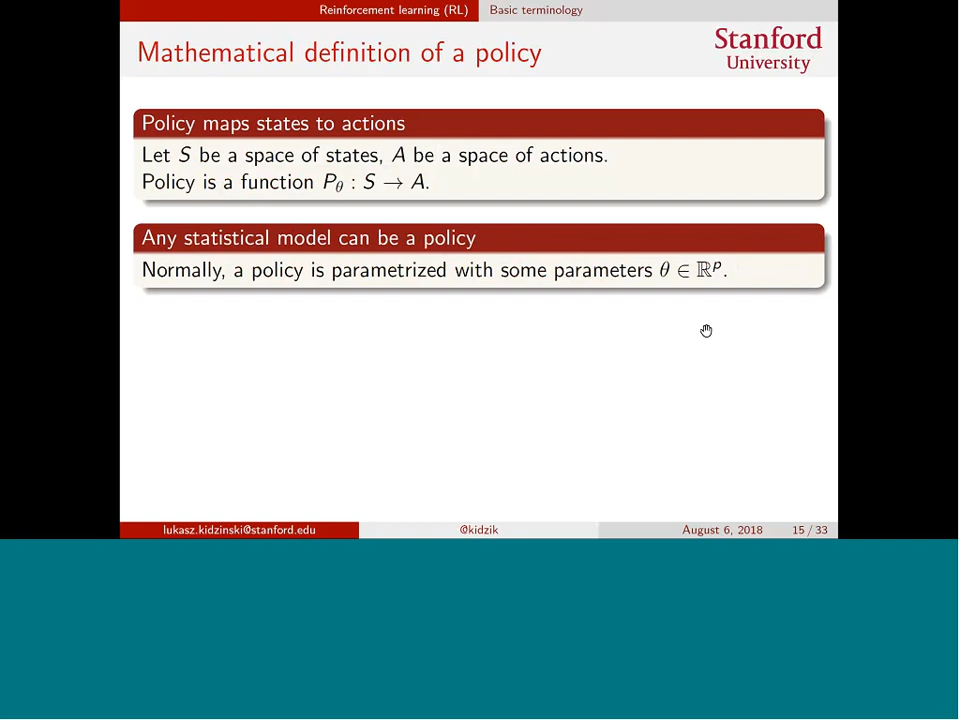 Reinforcement learning (RL) Basic terminology
Mathematical definition of a policy
Stanford
University
Policy maps states to actions
Let S be a space of states, A be a space of actions.
Policy is a function P_θ : S → A.
Any statistical model can be a policy
Normally, a policy is parametrized with some parameters θ ∈ ℝᵖ.
lukasz.kidzinski@stanford.edu @kidzik August 6, 2018 15 / 33